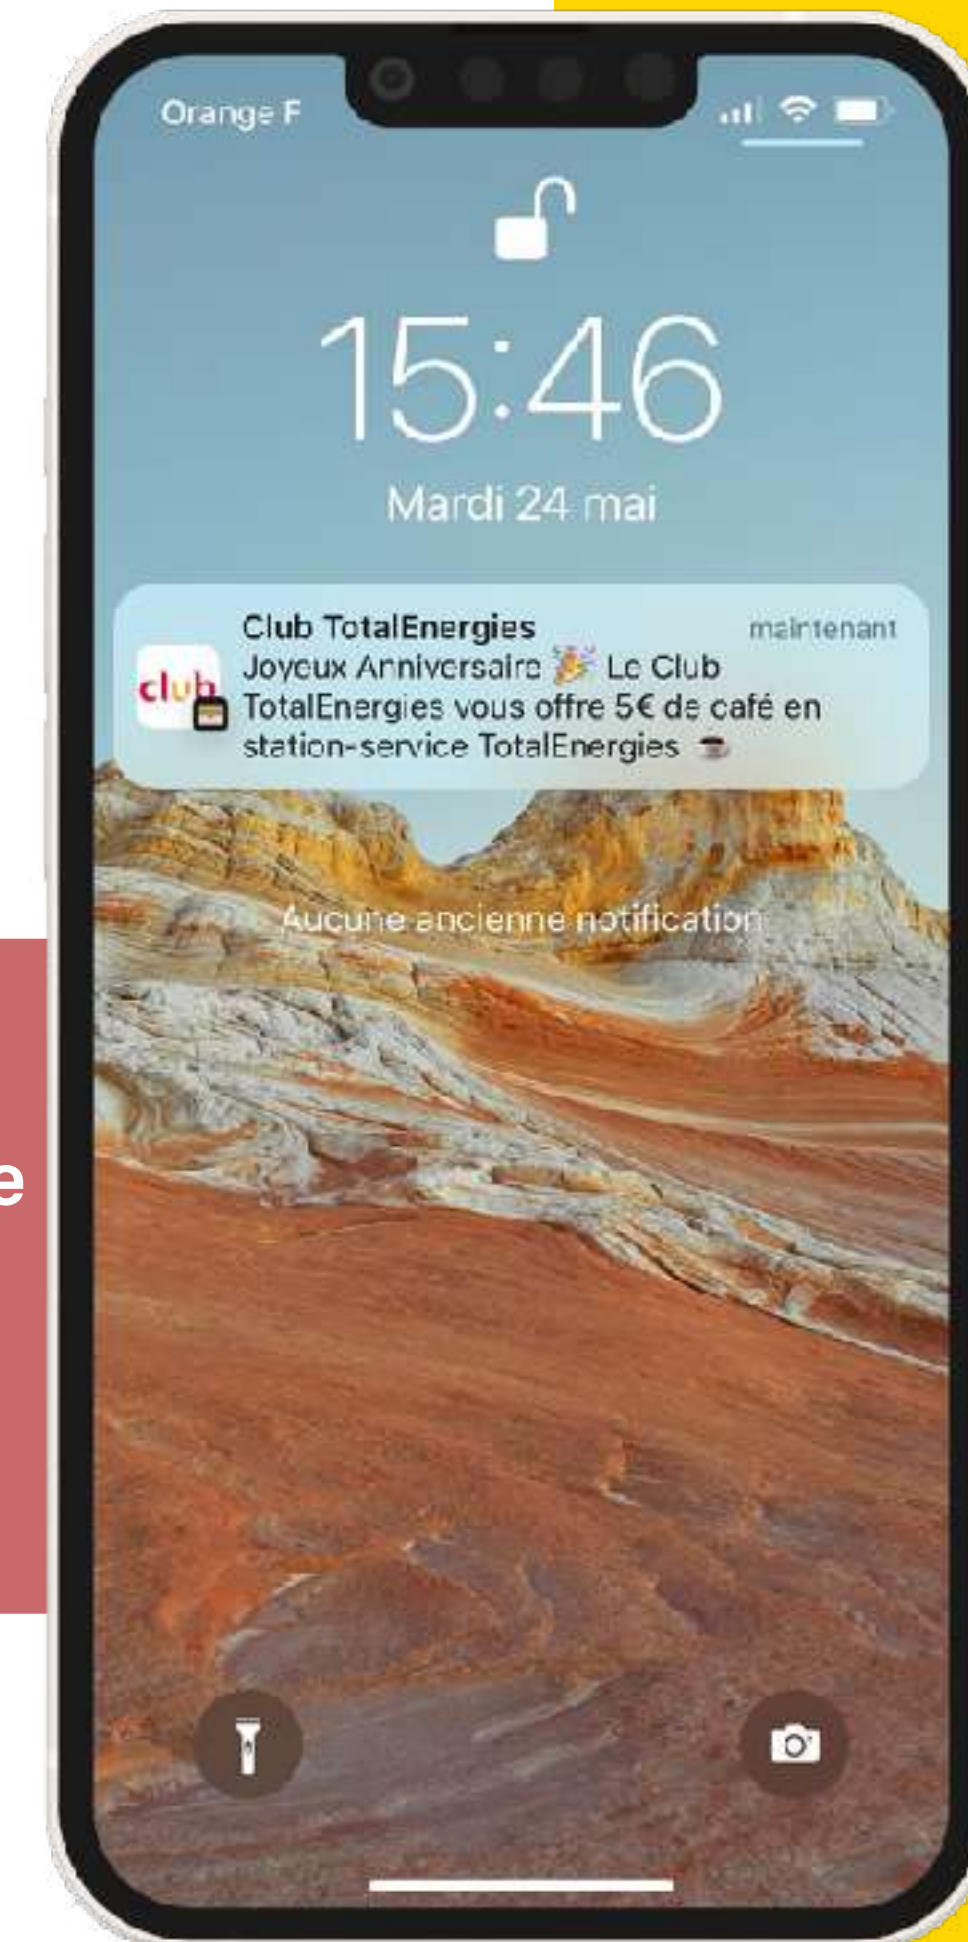 Orange F
15:46
Mardi 24 mai
Club TotalEnergies maintenant
Joyeux Anniversaire 🎉 Le Club
TotalEnergies vous offre 5€ de café en
station-service TotalEnergies ☕
club
Aucune ancienne notification
e